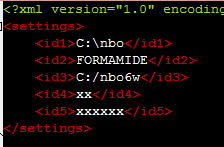 <?xml version="1.0" encoding
<settings>
<id1>C:\nbo</id1>
<id2>FORMAMIDE</id2>
<id3>C:/nbo6w</id3>
<id4>xx</id4>
<id5>xxxxxx</id5>
</settings>